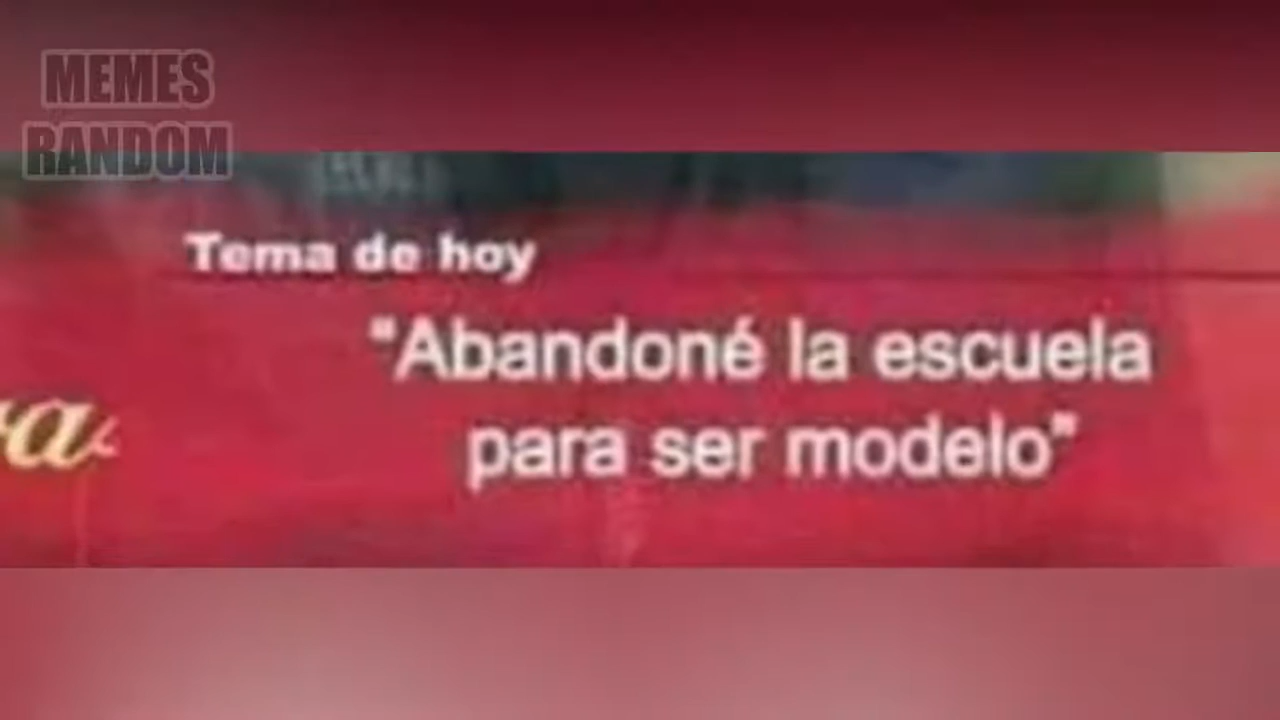 MEMES
RANDOM
Tema de hoy
"Abandoné la escuela
para ser modelo"